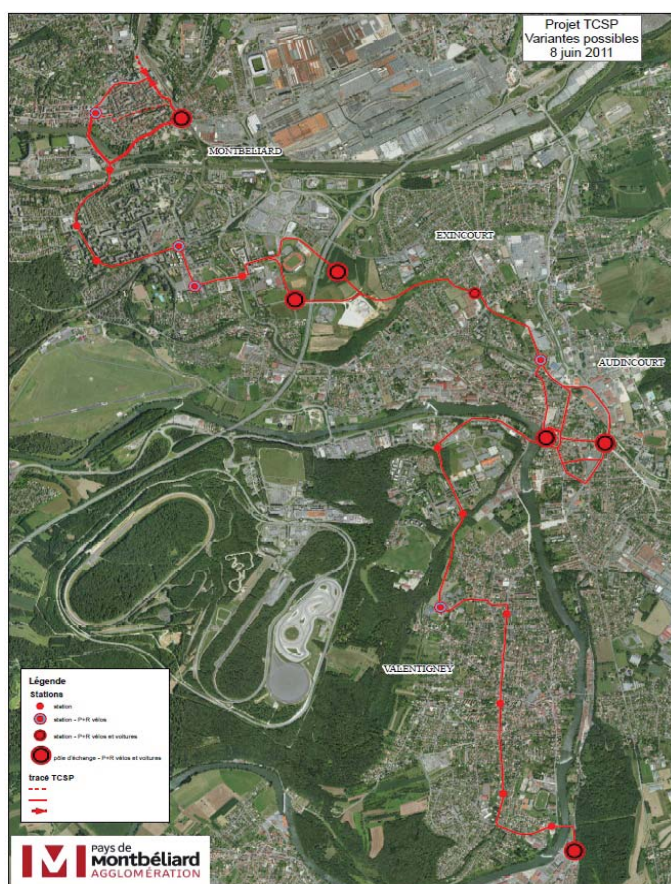 Projet TCSP
Variantes possibles
8 juin 2011
MONTBELIARD
EXINCOURT
AUDINCOURT
VALENTIGNEY
Légende
Stations
station
station – P+R vélos
station – P+R vélos et voitures
pôle d'échange – P+R vélos et voitures
tracé TCSP
pays de
Montbéliard
AGGLOMÉRATION